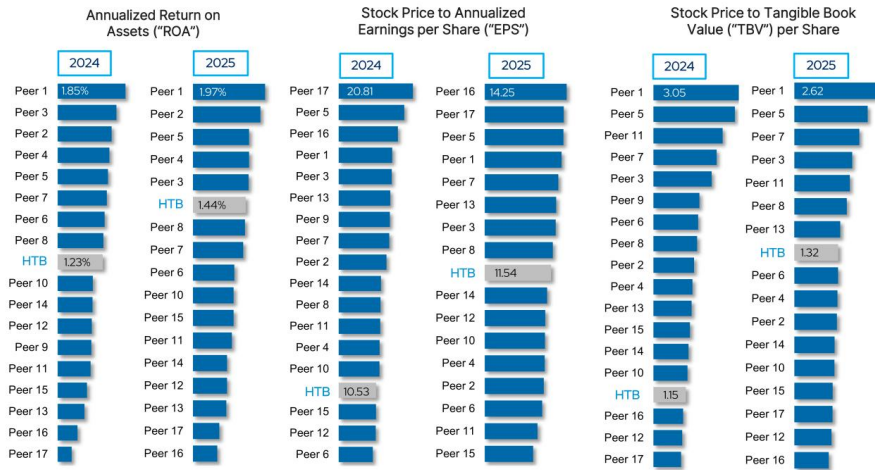 Annualized Return on
Assets (“ROA”)
2024
Peer 1 1.85%
Peer 3
Peer 2
Peer 4
Peer 5
Peer 7
Peer 6
Peer 8
HTB 1.23%
Peer 10
Peer 14
Peer 12
Peer 9
Peer 11
Peer 15
Peer 13
Peer 16
Peer 17
2025
Peer 1 1.97%
Peer 2
Peer 5
Peer 4
Peer 3
HTB 1.44%
Peer 8
Peer 7
Peer 6
Peer 10
Peer 15
Peer 11
Peer 14
Peer 12
Peer 13
Peer 17
Peer 16
Stock Price to Annualized
Earnings per Share (“EPS”)
2024
Peer 17 20.81
Peer 5
Peer 16
Peer 1
Peer 3
Peer 13
Peer 9
Peer 7
Peer 2
Peer 14
Peer 8
Peer 11
Peer 4
Peer 10
HTB 10.53
Peer 15
Peer 12
Peer 6
2025
Peer 16 14.25
Peer 17
Peer 5
Peer 1
Peer 7
Peer 13
Peer 3
Peer 8
HTB 11.54
Peer 14
Peer 12
Peer 10
Peer 4
Peer 2
Peer 6
Peer 11
Peer 15
Stock Price to Tangible Book
Value (“TBV”) per Share
2024
Peer 1 3.05
Peer 5
Peer 11
Peer 7
Peer 3
Peer 9
Peer 6
Peer 8
Peer 2
Peer 4
Peer 13
Peer 15
Peer 14
Peer 10
HTB 1.15
Peer 16
Peer 12
Peer 17
2025
Peer 1 2.62
Peer 5
Peer 7
Peer 3
Peer 11
Peer 8
Peer 13
HTB 1.32
Peer 6
Peer 4
Peer 2
Peer 14
Peer 10
Peer 15
Peer 17
Peer 12
Peer 16